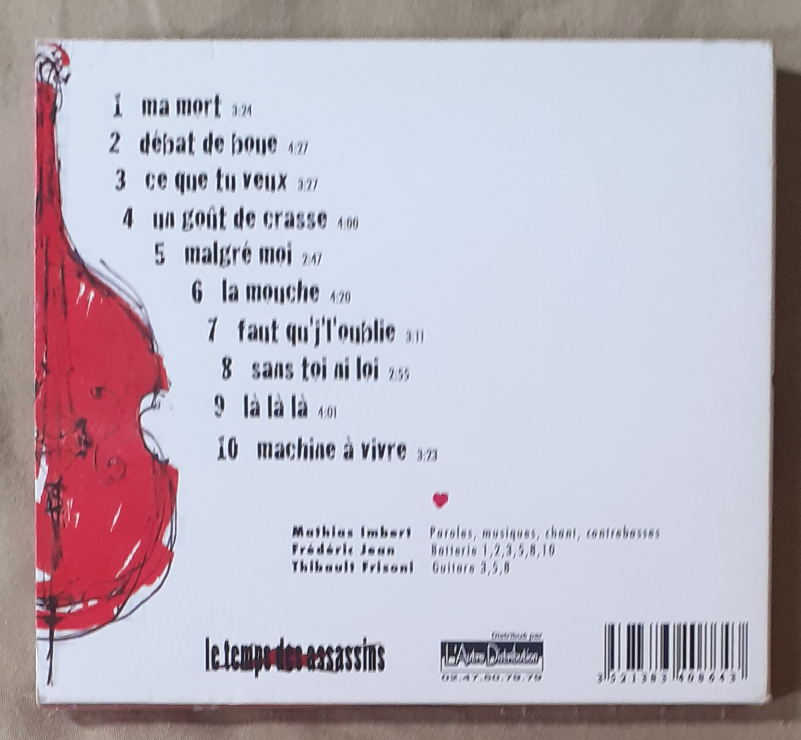 1 ma mort 3:24
2 débat de boue 4:27
3 ce que tu veux 3:27
4 un goût de crasse 4:00
5 malgré moi 2:47
6 la mouche 4:20
7 faut qu'j'l'oublie 3:11
8 sans toi ni loi 2:55
9 là là là 4:01
10 machine à vivre 3:23
Mathias Imbert Paroles, musiques, chant, contrebasses
Frédéric Jean Batterie 1,2,3,5,8,10
Thibault Frisoni Guitare 3,5,8
le temps des assassins
Distribué par
L'Autre Distribution
02.47.50.79.79
3 521383 408643